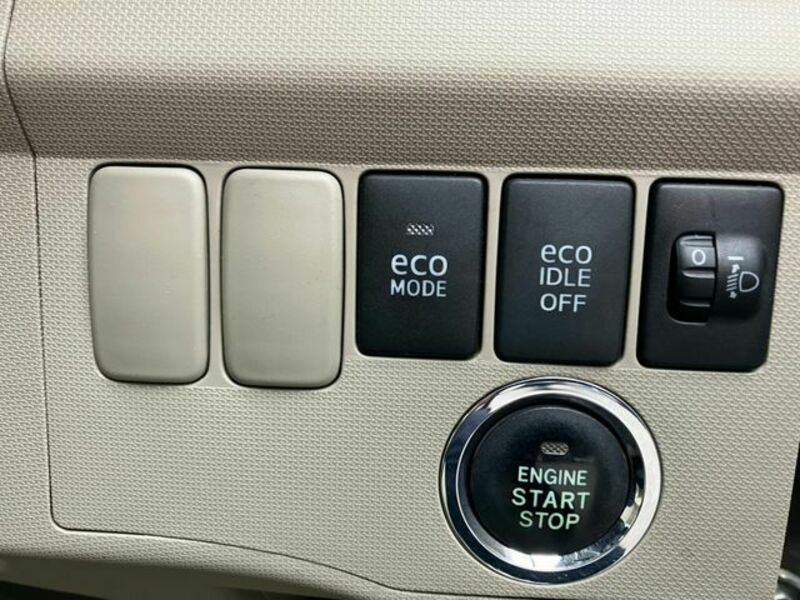 eco
MODE
eco
IDLE
OFF
0
ENGINE
START
STOP